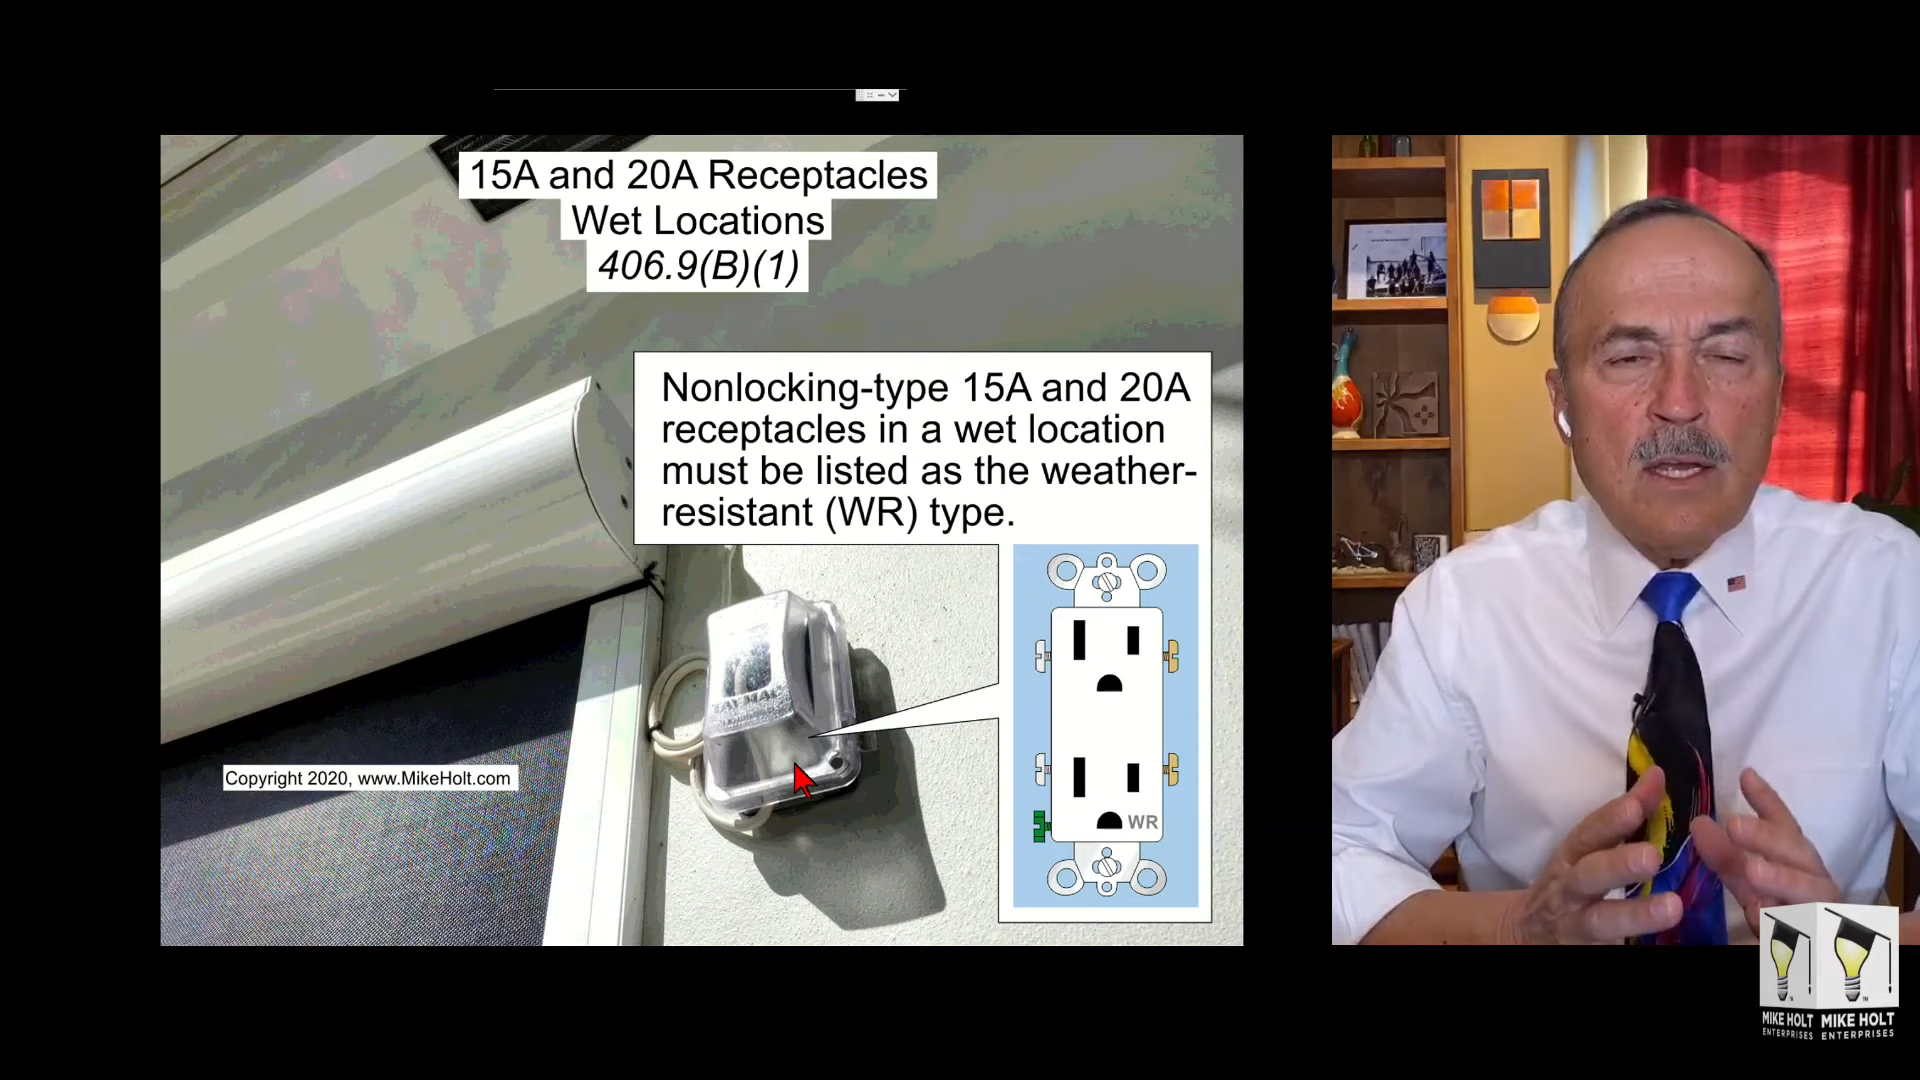 15A and 20A Receptacles
Wet Locations
406.9(B)(1)
Nonlocking-type 15A and 20A
receptacles in a wet location
must be listed as the weather-
resistant (WR) type.
TAYMAC
WR
Copyright 2020, www.MikeHolt.com
MIKE HOLT
ENTERPRISES
MIKE HOLT
ENTERPRISES